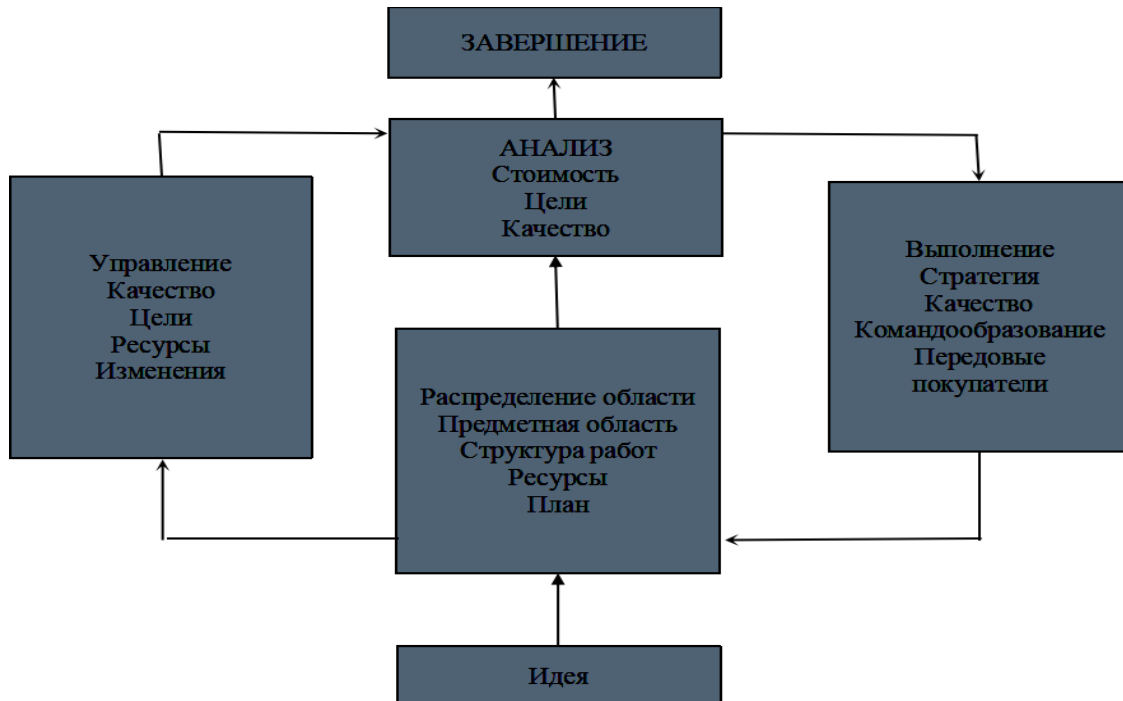 ЗАВЕРШЕНИЕ
АНАЛИЗ
Стоимость
Цели
Качество
Управление
Качество
Цели
Ресурсы
Изменения
Выполнение
Стратегия
Качество
Командообразование
Передовые
покупатели
Распределение области
Предметная область
Структура работ
Ресурсы
План
Идея